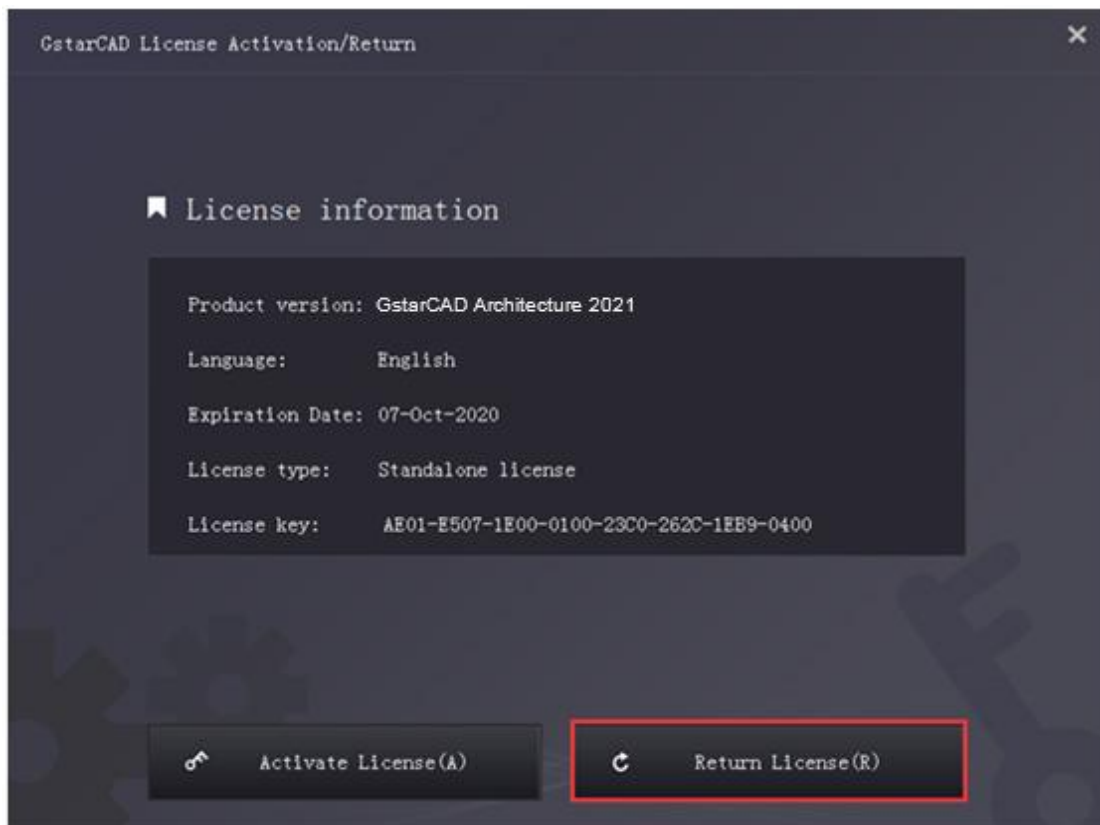 GstarCAD License Activation/Return
License information
Product version: GstarCAD Architecture 2021
Language: English
Expiration Date: 07-Oct-2020
License type: Standalone license
License key: AE01-E507-1E00-0100-23C0-262C-1EB9-0400
Activate License(A)
Return License(R)